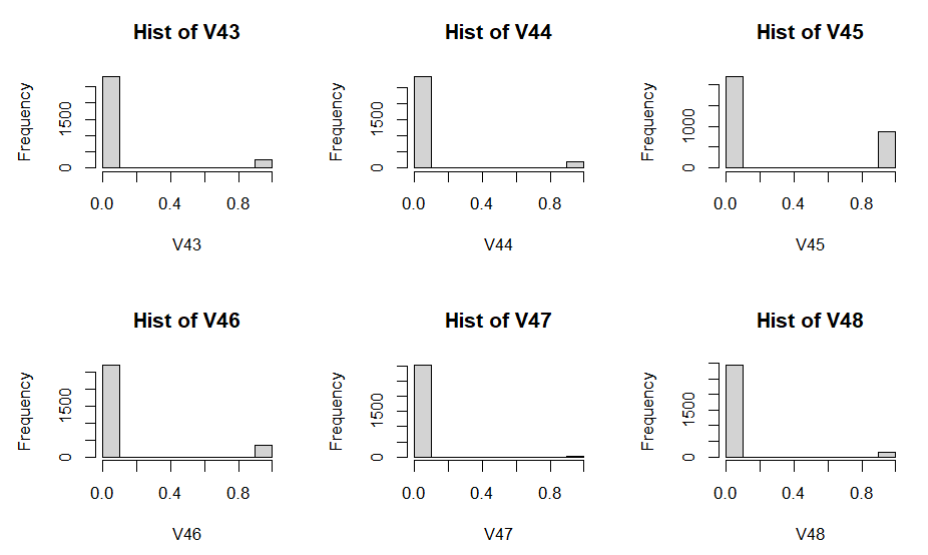 Hist of V43
Frequency
0
1500
0.0 0.4 0.8
V43
Hist of V44
Frequency
0
1500
0.0 0.4 0.8
V44
Hist of V45
Frequency
0
1000
0.0 0.4 0.8
V45
Hist of V46
Frequency
0
1500
0.0 0.4 0.8
V46
Hist of V47
Frequency
0
1500
0.0 0.4 0.8
V47
Hist of V48
Frequency
0
1500
0.0 0.4 0.8
V48